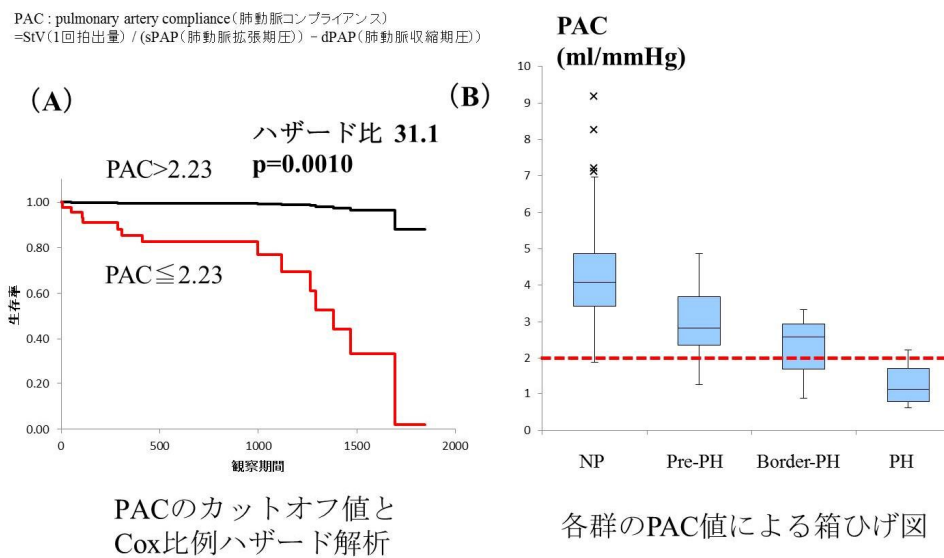 PAC : pulmonary artery compliance(肺動脈コンプライアンス)
=StV(1回拍出量) / (sPAP(肺動脈拡張期圧)) - dPAP(肺動脈収縮期圧))
(A)
ハザード比 31.1
p=0.0010
PAC>2.23
PAC≦2.23
1.00
0.80
0.60
0.40
0.20
0.00
生存率
0 500 1000 1500 2000
観察期間
PACのカットオフ値と
Cox比例ハザード解析
(B)
PAC
(ml/mmHg)
10
9
8
7
6
5
4
3
2
1
0
NP Pre-PH Border-PH PH
各群のPAC値による箱ひげ図